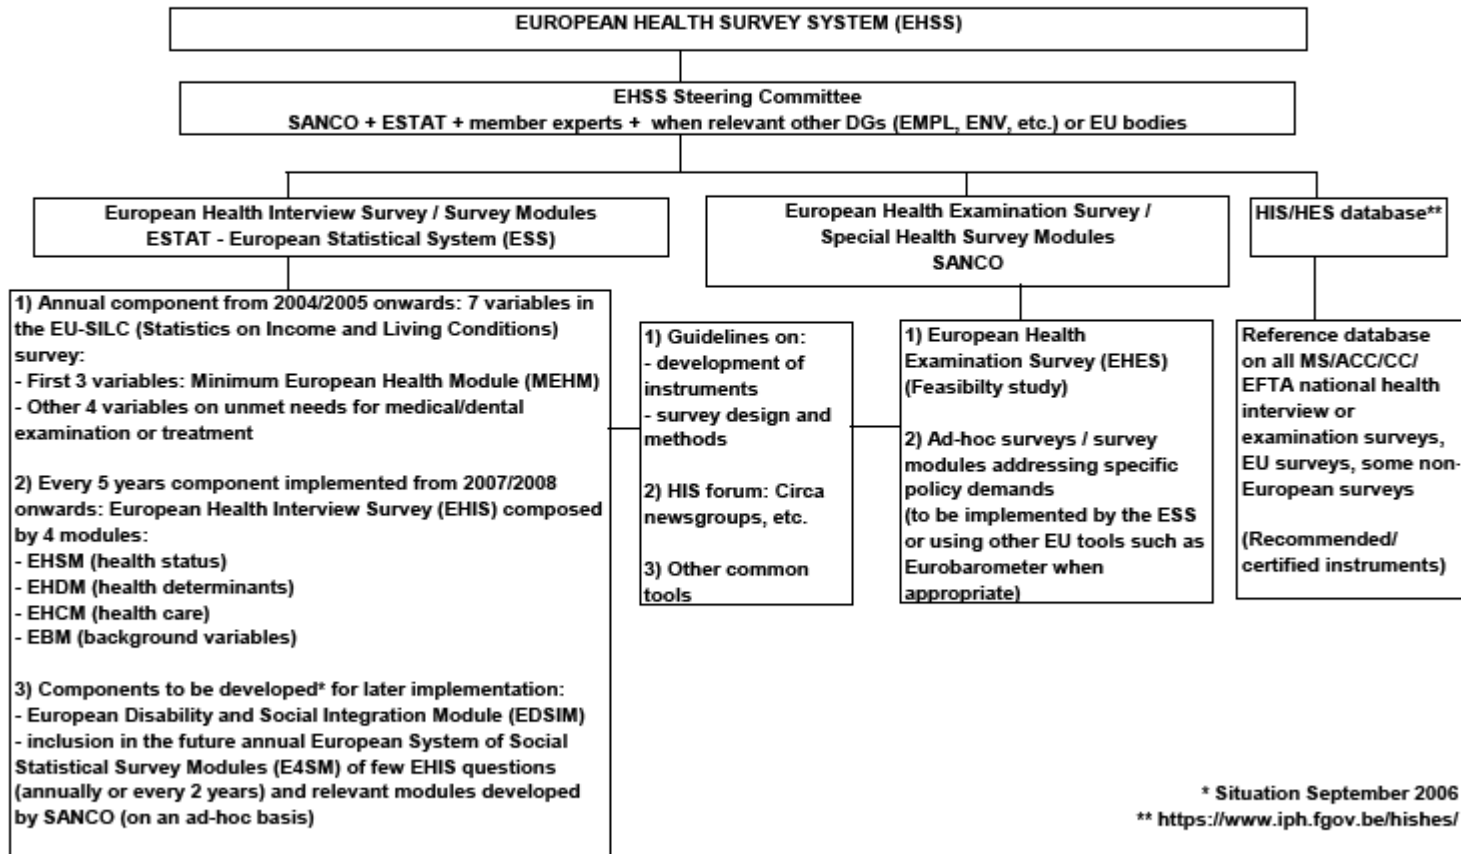 EUROPEAN HEALTH SURVEY SYSTEM (EHSS)
EHSS Steering Committee
SANCO + ESTAT + member experts + when relevant other DGs (EMPL, ENV, etc.) or EU bodies
European Health Interview Survey / Survey Modules
ESTAT - European Statistical System (ESS)
European Health Examination Survey /
Special Health Survey Modules
SANCO
HIS/HES database**
1) Annual component from 2004/2005 onwards: 7 variables in
the EU-SILC (Statistics on Income and Living Conditions)
survey:
- First 3 variables: Minimum European Health Module (MEHM)
- Other 4 variables on unmet needs for medical/dental
examination or treatment
2) Every 5 years component implemented from 2007/2008
onwards: European Health Interview Survey (EHIS) composed
by 4 modules:
- EHSM (health status)
- EHDM (health determinants)
- EHCM (health care)
- EBM (background variables)
3) Components to be developed* for later implementation:
- European Disability and Social Integration Module (EDSIM)
- inclusion in the future annual European System of Social
Statistical Survey Modules (E4SM) of few EHIS questions
(annually or every 2 years) and relevant modules developed
by SANCO (on an ad-hoc basis)
1) Guidelines on:
- development of
instruments
- survey design and
methods
2) HIS forum: Circa
newsgroups, etc.
3) Other common
tools
1) European Health
Examination Survey (EHES)
(Feasibilty study)
2) Ad-hoc surveys / survey
modules addressing specific
policy demands
(to be implemented by the ESS
or using other EU tools such as
Eurobarometer when
appropriate)
Reference database
on all MS/ACC/CC/
EFTA national health
interview or
examination surveys,
EU surveys, some non-
European surveys
(Recommended/
certified instruments)
* Situation September 2006
** https://www.iph.fgov.be/hishes/